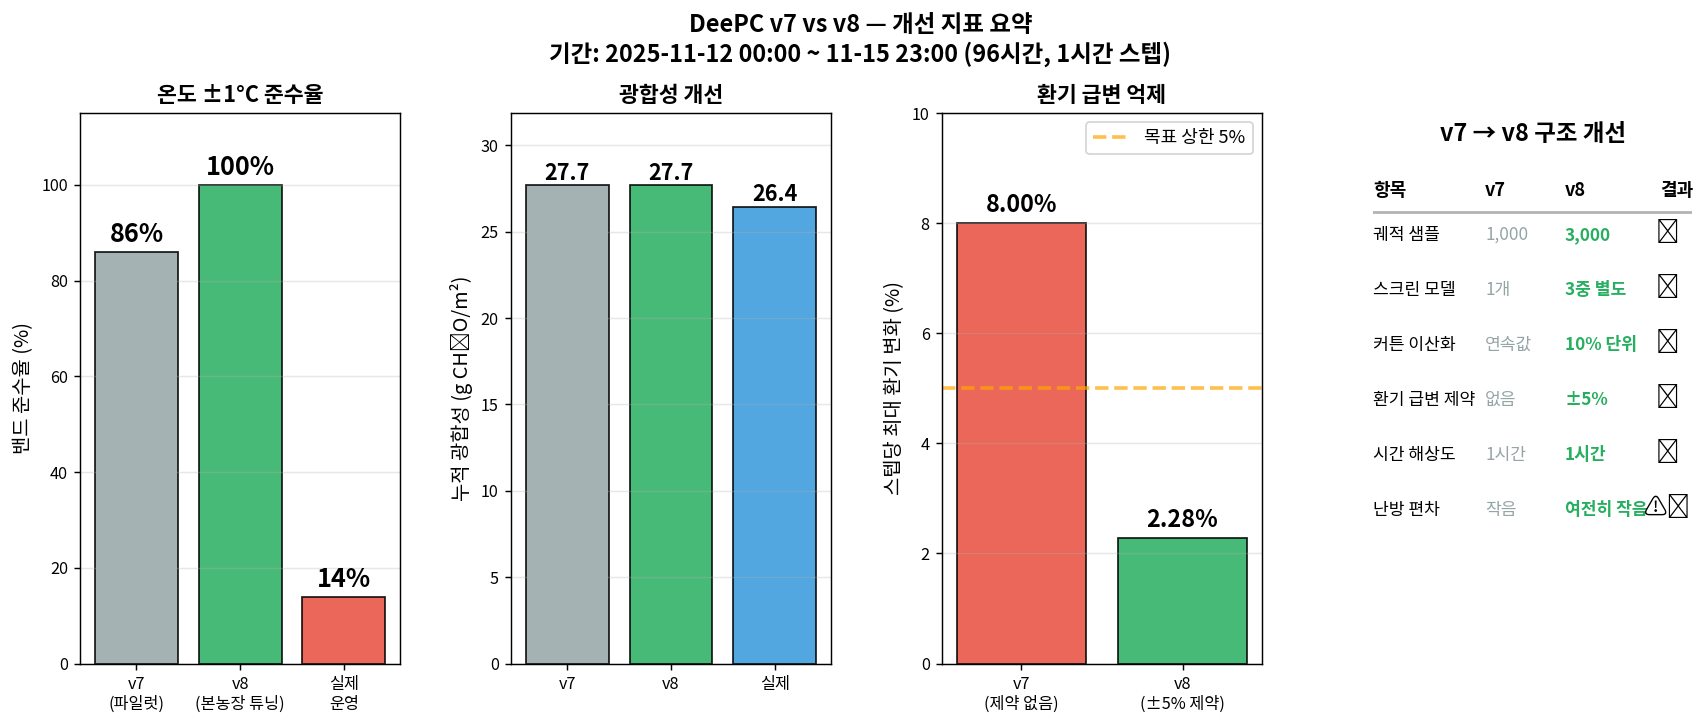 DeePC v7 vs v8 — 개선 지표 요약
기간: 2025-11-12 00:00 ~ 11-15 23:00 (96시간, 1시간 스텝)
온도 ±1°C 준수율
밴드 준수율 (%)
100
80
60
40
20
0
86%
100%
14%
v7
(파일럿)
v8
(본농장 튜닝)
실제
운영
광합성 개선
누적 광합성 (g CH□O/m²)
30
25
20
15
10
5
0
27.7
27.7
26.4
v7
v8
실제
환기 급변 억제
스텝당 최대 환기 변화 (%)
10
8
6
4
2
0
목표 상한 5%
8.00%
2.28%
v7
(제약 없음)
v8
(±5% 제약)
v7 → v8 구조 개선
항목 v7 v8 결과
궤적 샘플 1,000 3,000
스크린 모델 1개 3중 별도
커튼 이산화 연속값 10% 단위
환기 급변 제약 없음 ±5%
시간 해상도 1시간 1시간
난방 편차 작음 여전히 작음 ⚠